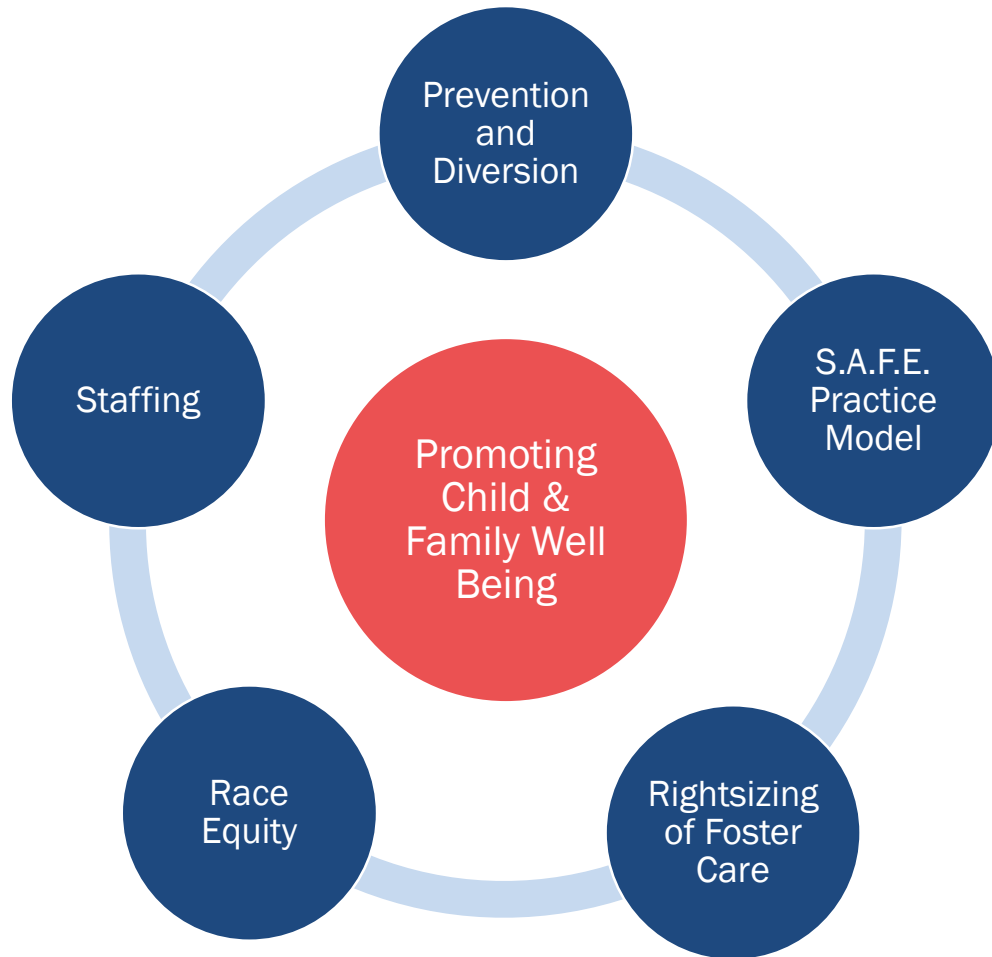 Prevention
and
Diversion
S.A.F.E.
Practice
Model
Rightsizing
of Foster
Care
Race
Equity
Staffing
Promoting
Child &
Family Well
Being